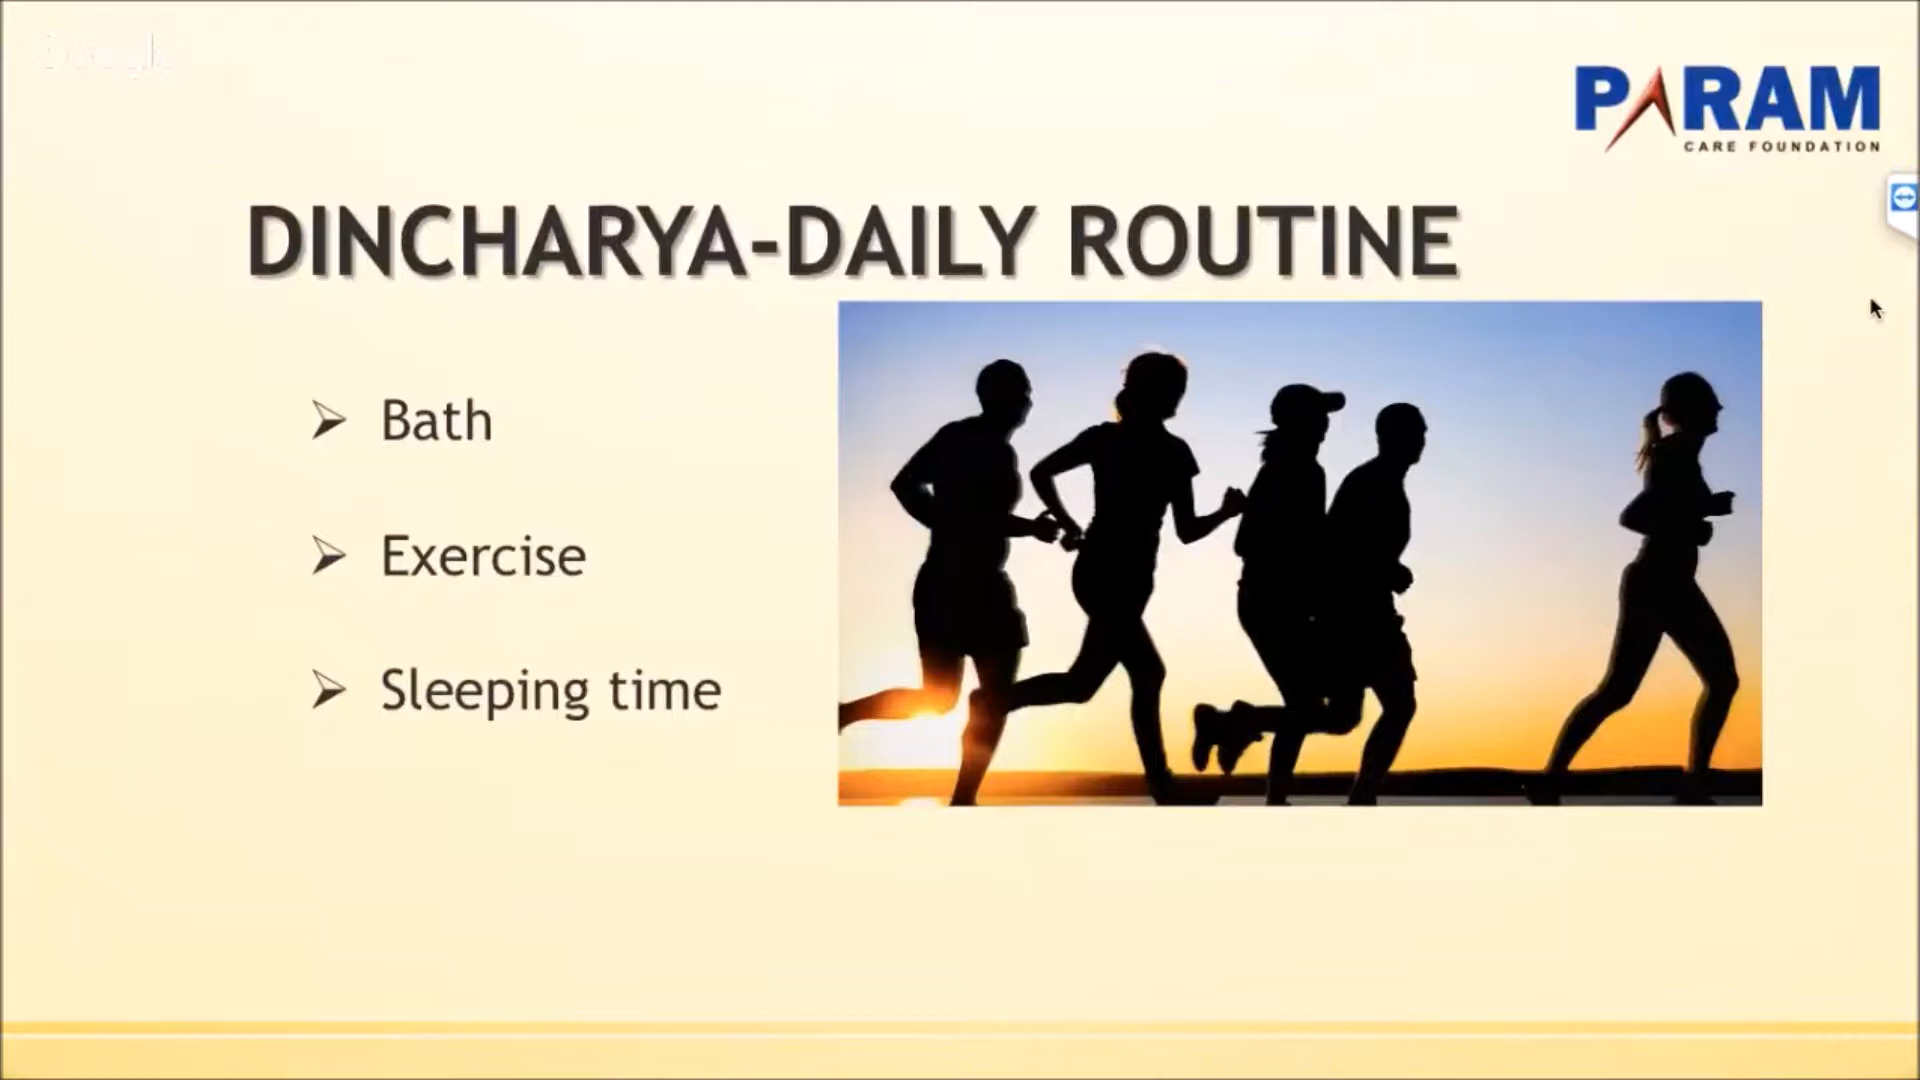 PARAM
CARE FOUNDATION
DINCHARYA-DAILY ROUTINE
Bath
Exercise
Sleeping time